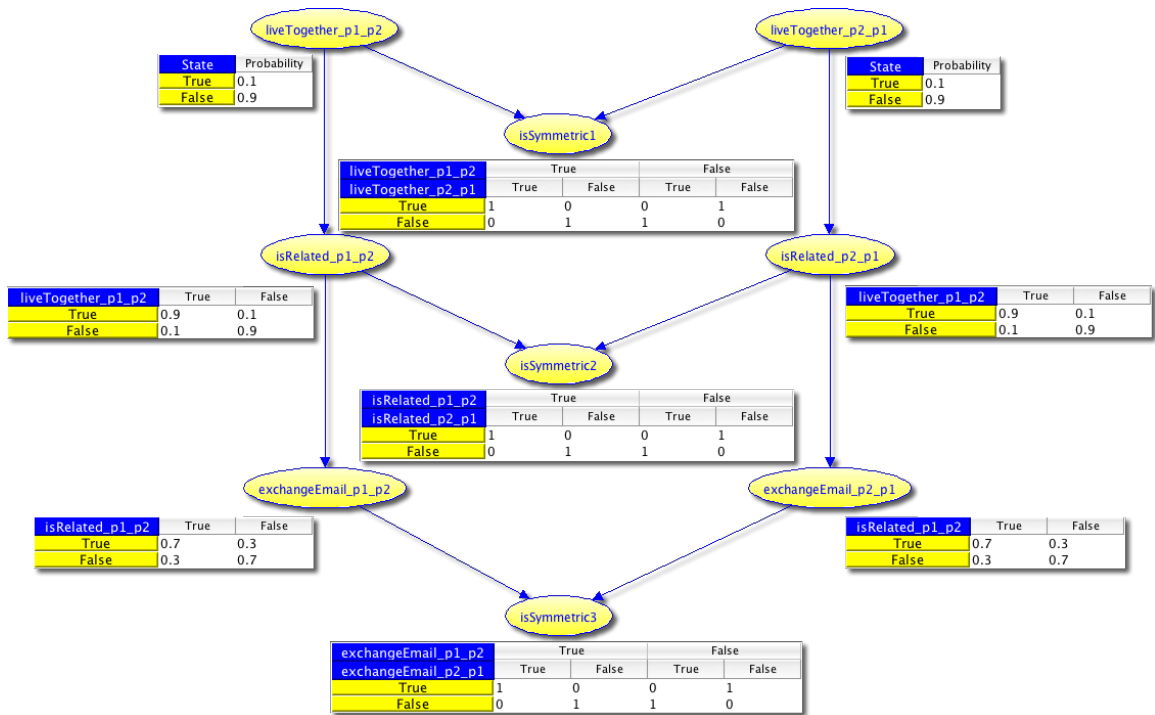 liveTogether_p1_p2
liveTogether_p2_p1
State Probability
True 0.1
False 0.9
State Probability
True 0.1
False 0.9
isSymmetric1
liveTogether_p1_p2 True False
liveTogether_p2_p1 True False True False
True 1 0 0 1
False 0 1 1 0
isRelated_p1_p2
isRelated_p2_p1
liveTogether_p1_p2 True False
True 0.9 0.1
False 0.1 0.9
liveTogether_p1_p2 True False
True 0.9 0.1
False 0.1 0.9
isSymmetric2
isRelated_p1_p2 True False
isRelated_p2_p1 True False True False
True 1 0 0 1
False 0 1 1 0
exchangeEmail_p1_p2
exchangeEmail_p2_p1
isRelated_p1_p2 True False
True 0.7 0.3
False 0.3 0.7
isRelated_p1_p2 True False
True 0.7 0.3
False 0.3 0.7
isSymmetric3
exchangeEmail_p1_p2 True False
exchangeEmail_p2_p1 True False True False
True 1 0 0 1
False 0 1 1 0